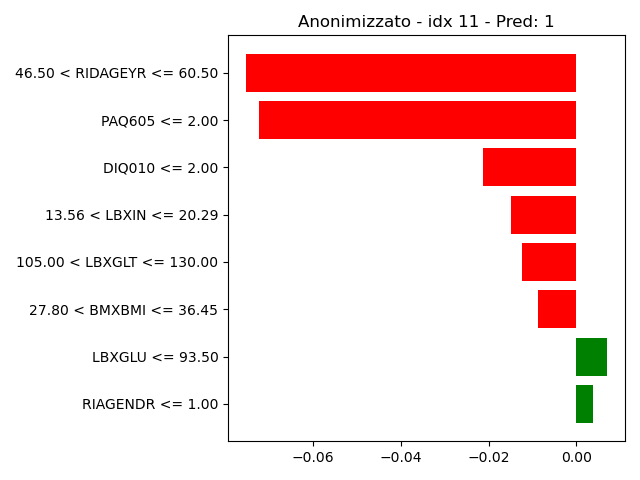 Anonimizzato - idx 11 - Pred: 1
46.50 < RIDAGEYR <= 60.50
PAQ605 <= 2.00
DIQ010 <= 2.00
13.56 < LBXIN <= 20.29
105.00 < LBXGLT <= 130.00
27.80 < BMXBMI <= 36.45
LBXGLU <= 93.50
RIAGENDR <= 1.00
−0.06 −0.04 −0.02 0.00